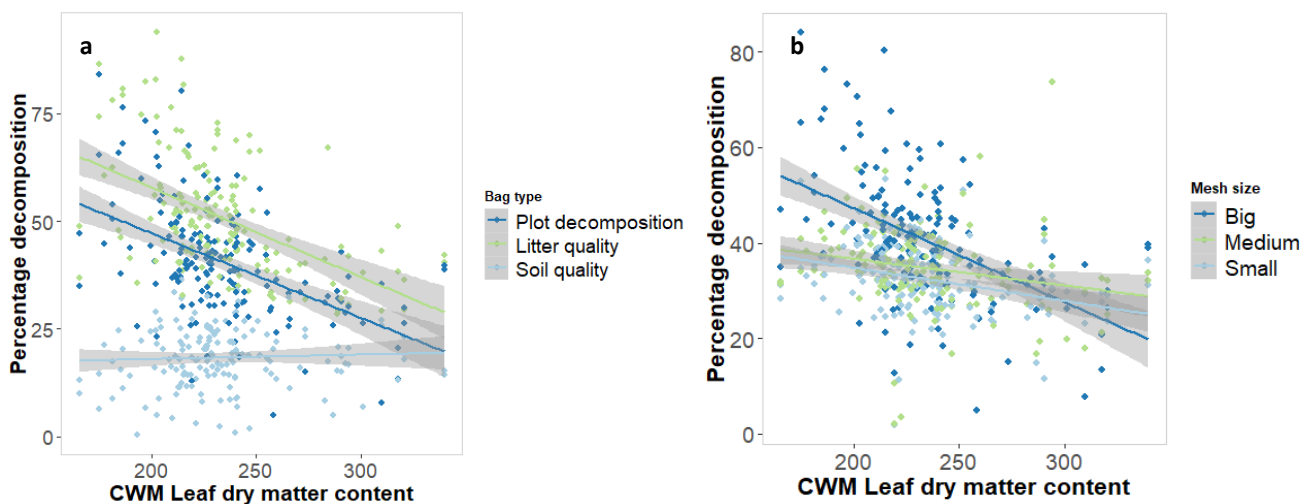 a
75
50
25
0
200
250
300
Percentage decomposition
CWM Leaf dry matter content
Bag type
Plot decomposition
Litter quality
Soil quality
b
80
60
40
20
0
200
250
300
Percentage decomposition
CWM Leaf dry matter content
Mesh size
Big
Medium
Small